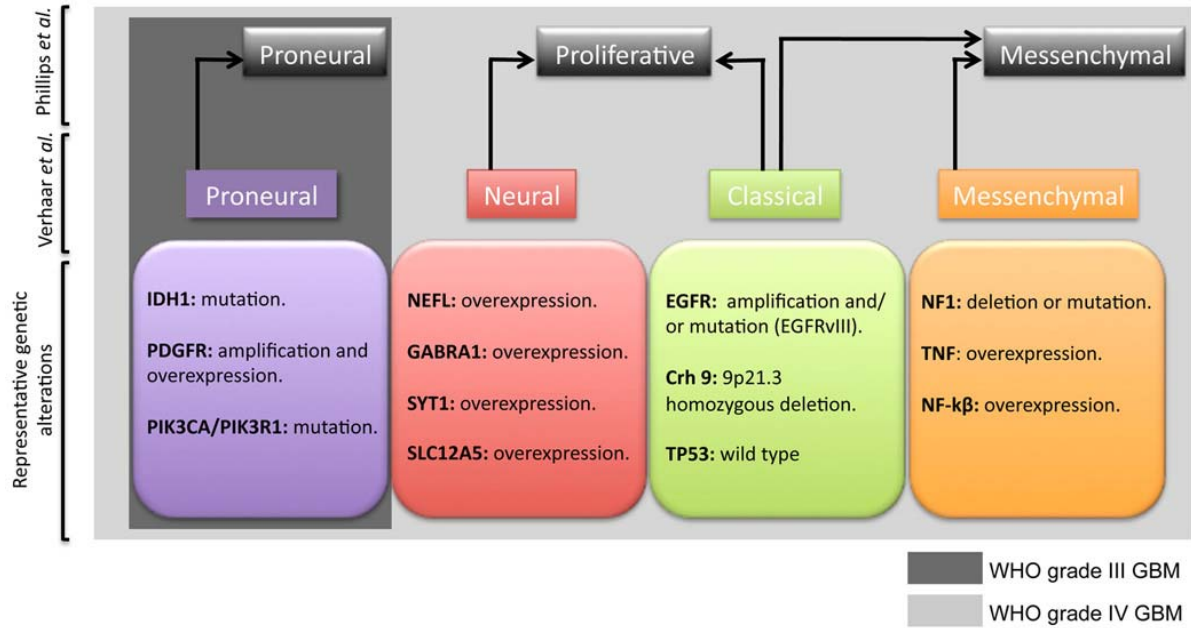 Phillips et al.
Proneural
Proliferative
Messenchymal
Verhaar et al.
Proneural
Neural
Classical
Messenchymal
Representative genetic
alterations
IDH1: mutation.
PDGFR: amplification and
overexpression.
PIK3CA/PIK3R1: mutation.
NEFL: overexpression.
GABRA1: overexpression.
SYT1: overexpression.
SLC12A5: overexpression.
EGFR: amplification and/
or mutation (EGFRvIII).
Crh 9: 9p21.3
homozygous deletion.
TP53: wild type
NF1: deletion or mutation.
TNF: overexpression.
NF-kβ: overexpression.
WHO grade III GBM
WHO grade IV GBM